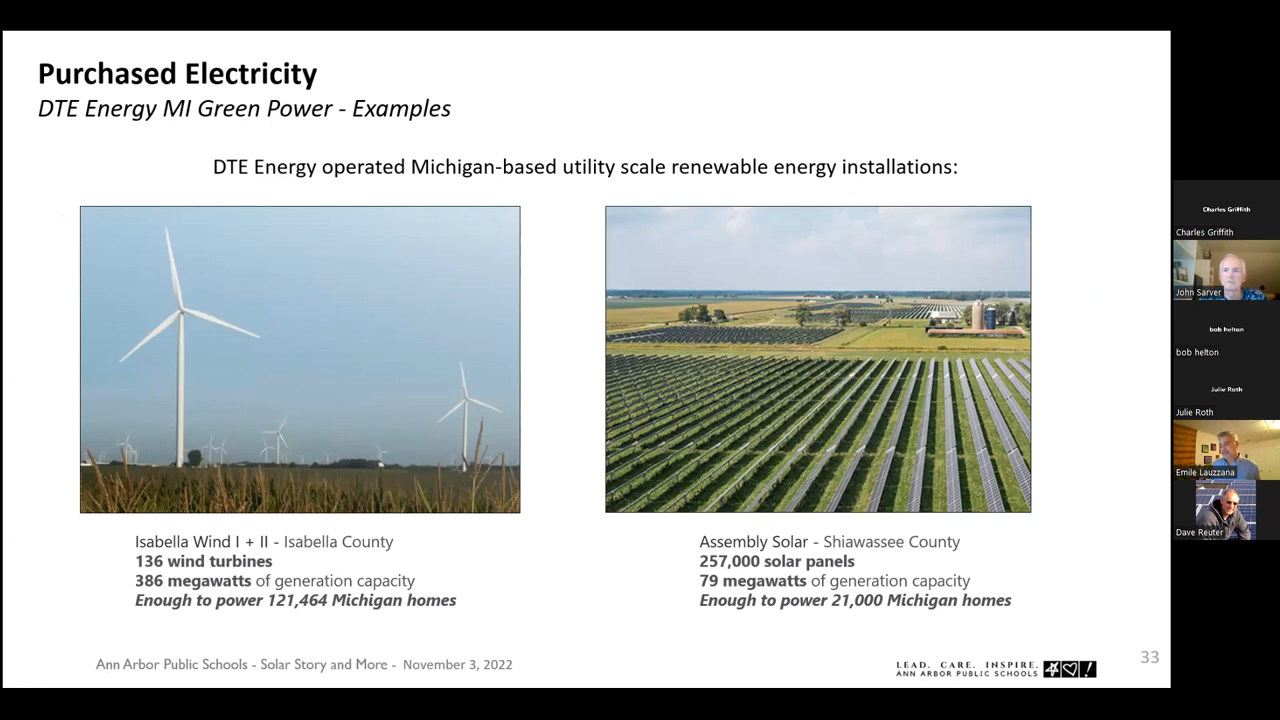 Purchased Electricity
DTE Energy MI Green Power - Examples
DTE Energy operated Michigan-based utility scale renewable energy installations:
Isabella Wind I + II - Isabella County
136 wind turbines
386 megawatts of generation capacity
Enough to power 121,464 Michigan homes
Assembly Solar - Shiawassee County
257,000 solar panels
79 megawatts of generation capacity
Enough to power 21,000 Michigan homes
Ann Arbor Public Schools - Solar Story and More - November 3, 2022
LEAD. CARE. INSPIRE.
ANN ARBOR PUBLIC SCHOOLS
33
Charles Griffith
Charles Griffith
John Sarver
bob helton
bob helton
Julie Roth
Julie Roth
Emile Lauzzana
Dave Reuter